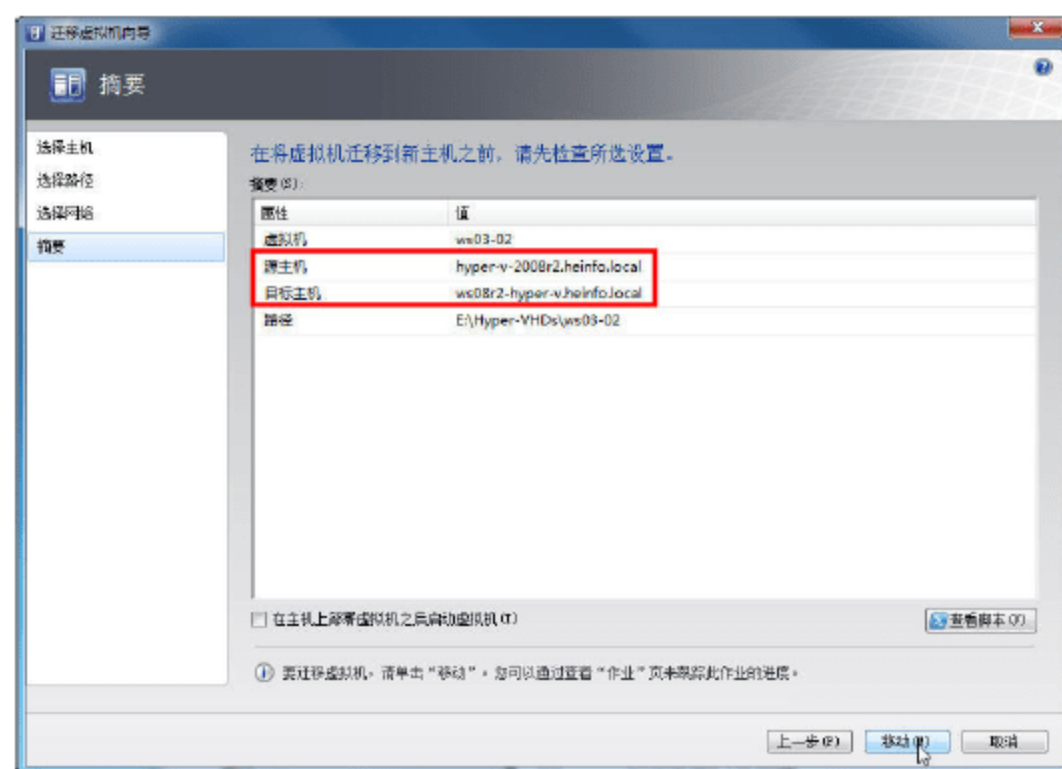 迁移虚拟机向导
摘要
选择主机
选择路径
选择网络
摘要
在将虚拟机迁移到新主机之前，请先检查所选设置。
摘要(S):
属性 值
虚拟机 ws03-02
源主机 hyper-v-2008r2.heinfo.local
目标主机 ws08r2-hyper-v.heinfo.local
路径 E:\Hyper-VHDs\ws03-02
在主机上部署虚拟机之后启动虚拟机(T)
查看脚本(V)
要迁移虚拟机，请单击“移动”。您可以通过查看“作业”页来跟踪此作业的进度。
上一步(P) 移动(M) 取消